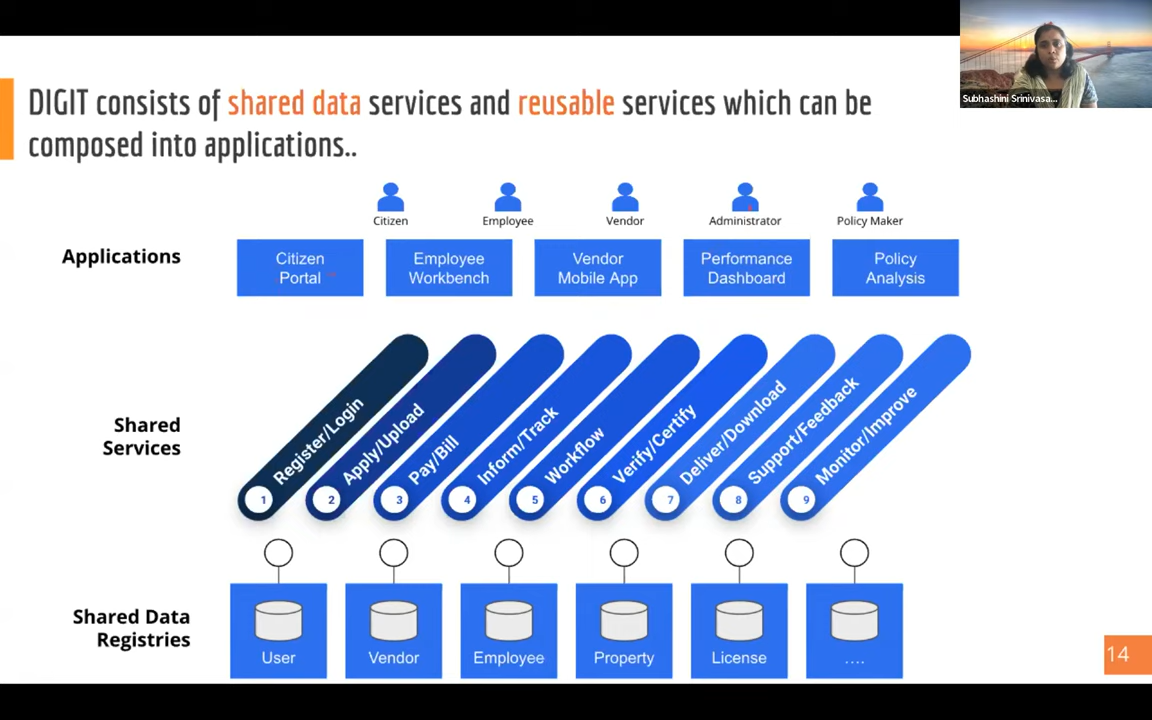 DIGIT consists of shared data services and reusable services which can be
composed into applications..
Subhashini Srinivasa...
Citizen
Employee
Vendor
Administrator
Policy Maker
Applications
Citizen
Portal
Employee
Workbench
Vendor
Mobile App
Performance
Dashboard
Policy
Analysis
Shared
Services
1 Register/Login
2 Apply/Upload
3 Pay/Bill
4 Inform/Track
5 Workflow
6 Verify/Certify
7 Deliver/Download
8 Support/Feedback
9 Monitor/Improve
Shared Data
Registries
User
Vendor
Employee
Property
License
....
14